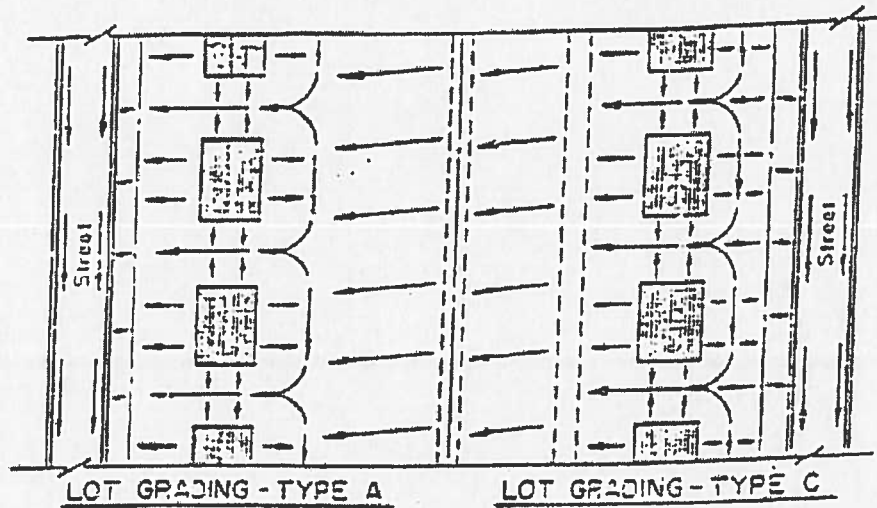 Street
Street
LOT GRADING - TYPE A
LOT GRADING - TYPE C